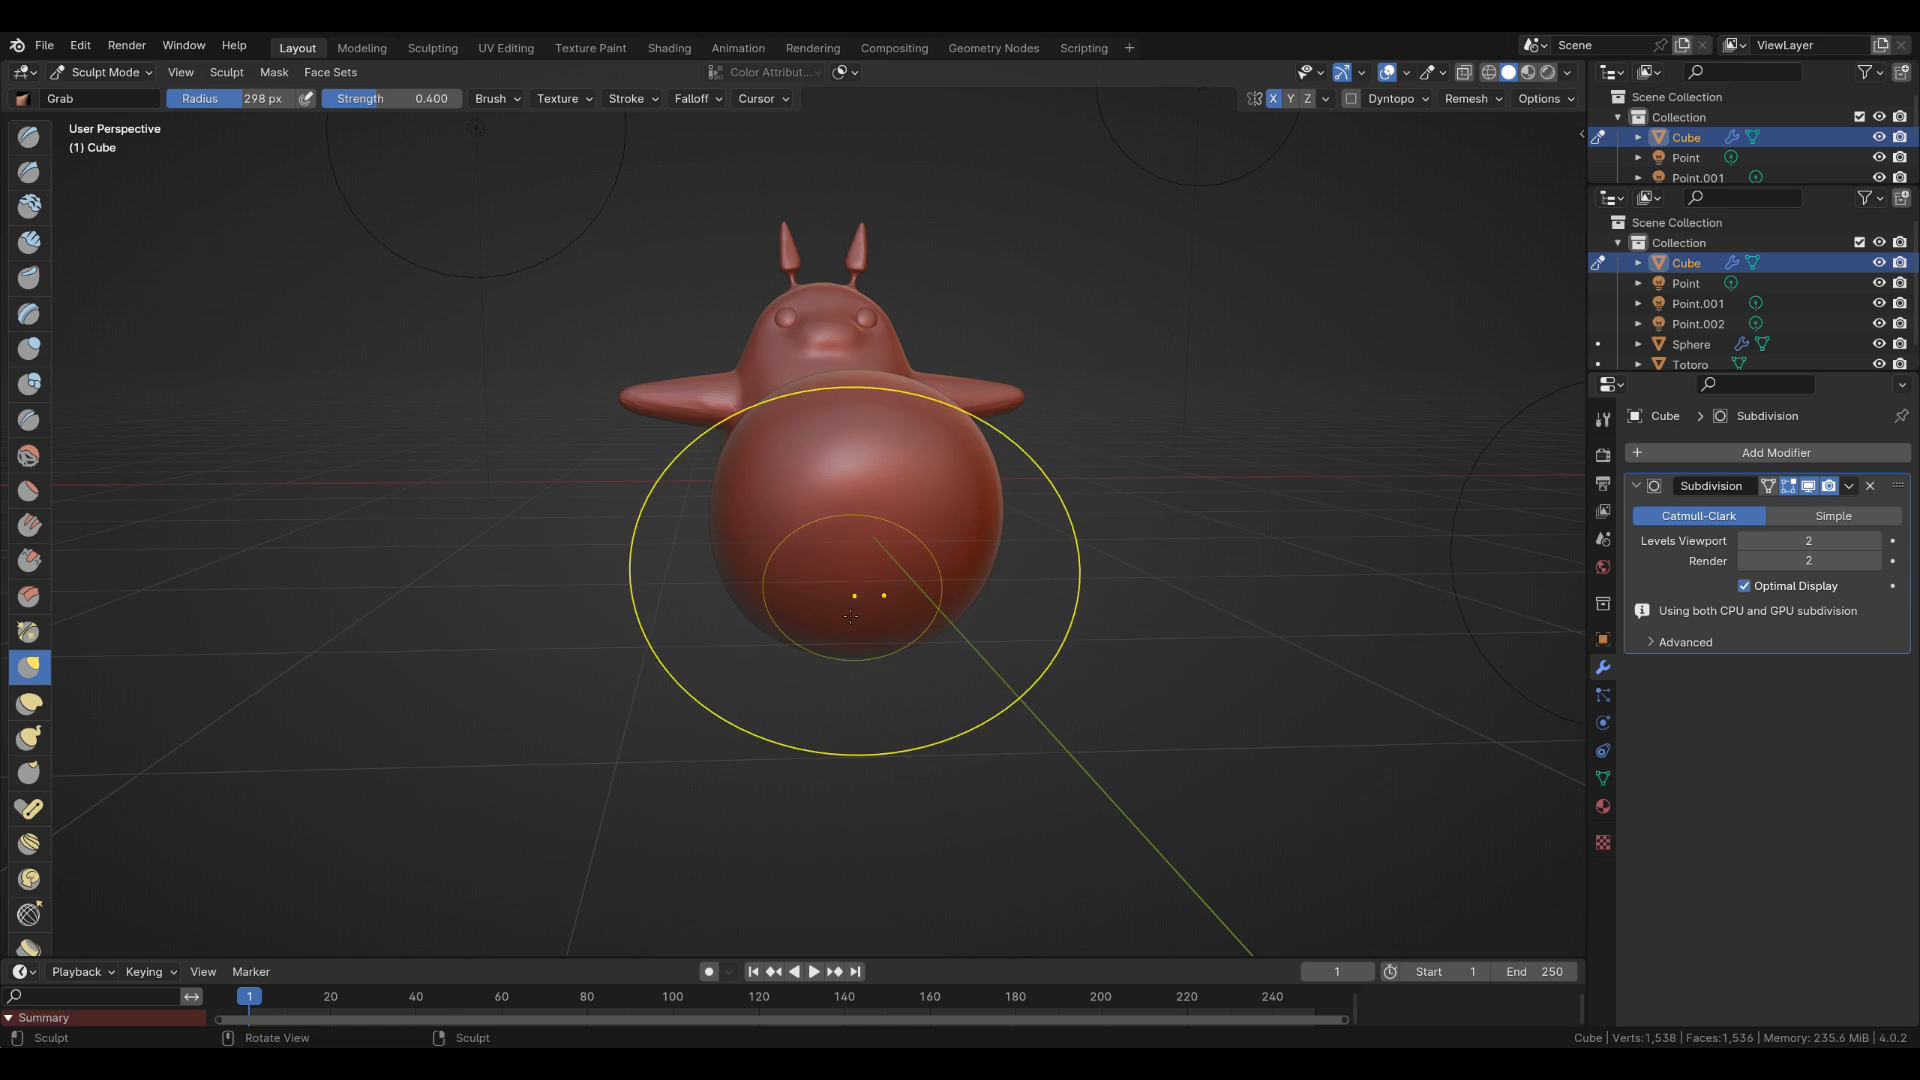 File Edit Render Window Help Layout Modeling Sculpting UV Editing Texture Paint Shading Animation Rendering Compositing Geometry Nodes Scripting + Scene ViewLayer
Sculpt Mode View Sculpt Mask Face Sets Color Attribut...
Grab Radius 298 px Strength 0.400 Brush Texture Stroke Falloff Cursor X Y Z Dyntopo Remesh Options
User Perspective
(1) Cube
Scene Collection
Collection
Cube
Point
Point.001
Scene Collection
Collection
Cube
Point
Point.001
Point.002
Sphere
Totoro
Cube > Subdivision
+ Add Modifier
Subdivision
Catmull-Clark Simple
Levels Viewport 2
Render 2
Optimal Display
Using both CPU and GPU subdivision
Advanced
Playback Keying View Marker 1 Start 1 End 250
1 20 40 60 80 100 120 140 160 180 200 220 240
Summary
Sculpt Rotate View Sculpt Cube | Verts:1,538 | Faces:1,536 | Memory: 235.6 MiB | 4.0.2